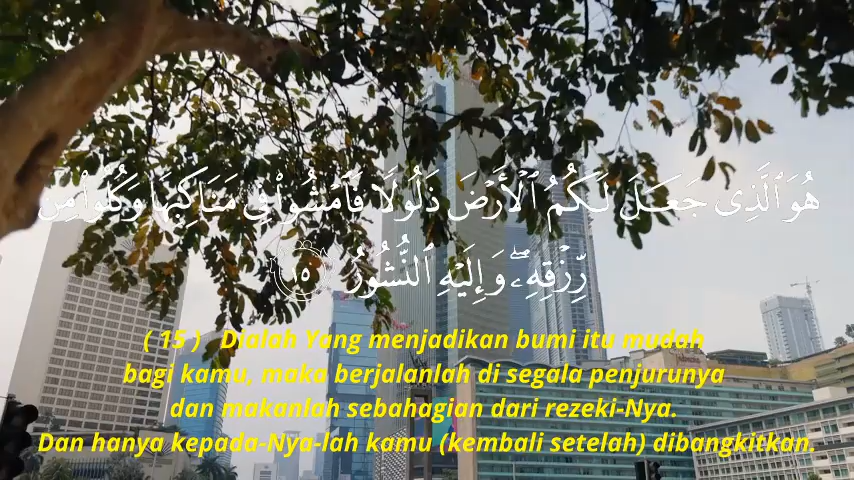 هُوَ ٱلَّذِى جَعَلَ لَكُمُ ٱلْأَرْضَ ذَلُولًا فَٱمْشُوا۟ فِى مَنَاكِبِهَا وَكُلُوا۟ مِن
رِّزْقِهِۦ ۖ وَإِلَيْهِ ٱلنُّشُورُ ١٥
( 15 ) Dialah Yang menjadikan bumi itu mudah
bagi kamu, maka berjalanlah di segala penjurunya
dan makanlah sebahagian dari rezeki-Nya.
Dan hanya kepada-Nya-lah kamu (kembali setelah) dibangkitkan.